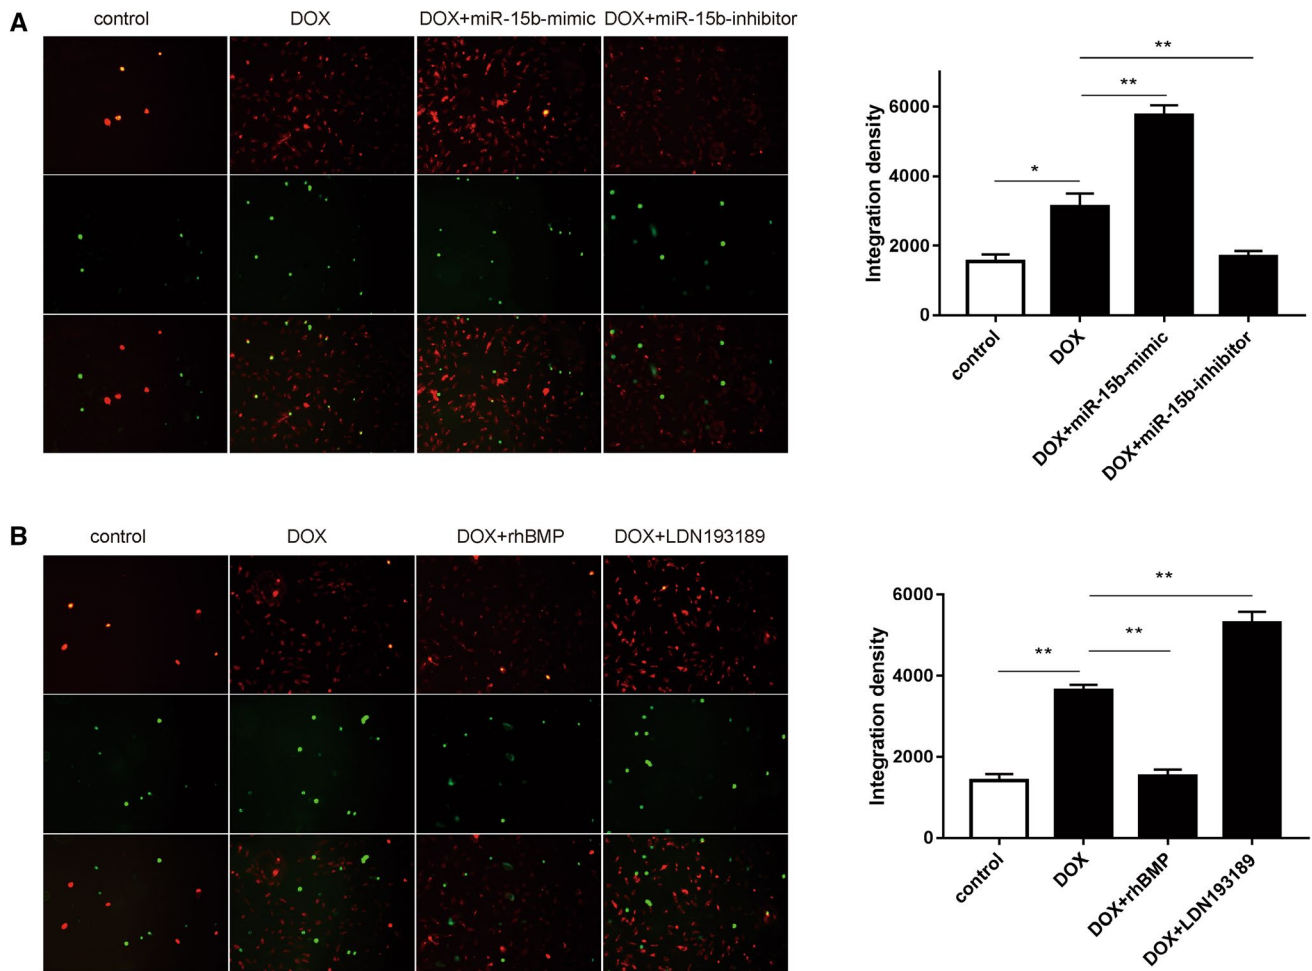 A
control DOX DOX+miR-15b-mimic DOX+miR-15b-inhibitor
**
**
*
Integration density
6000
4000
2000
0
control
DOX
DOX+miR-15b-mimic
DOX+miR-15b-inhibitor
B
control DOX DOX+rhBMP DOX+LDN193189
**
**
**
Integration density
6000
4000
2000
0
control
DOX
DOX+rhBMP
DOX+LDN193189